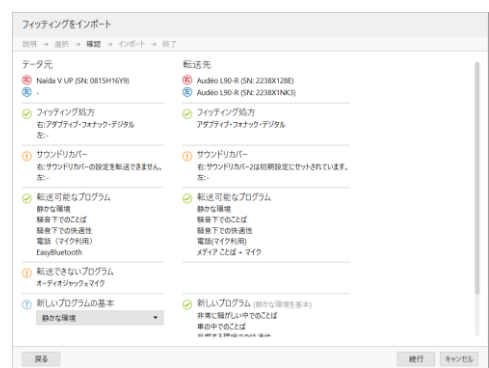 フィッティングをインポート
説明 → 選択 → 確認 → インポート → 終了
データ元
右 Naída V UP (SN: 0815H16Y9)
左 -
フィッティング処方
右:アダプティブ・フォナック・デジタル
左:-
サウンドリカバー
右:サウンドリカバーの設定を転送できません。
左:-
転送可能なプログラム
静かな環境
騒音下でのことば
騒音下での快適性
電話（マイク利用）
EasyBluetooth
転送できないプログラム
オーディオジャックxマイク
新しいプログラムの基本
静かな環境
転送先
右 Audéo L90-R (SN: 2238X128E)
左 Audéo L90-R (SN: 2238X1NK3)
フィッティング処方
アダプティブ・フォナック・デジタル
サウンドリカバー
右:サウンドリカバー2は初期設定にセットされています。
左:-
転送可能なプログラム
静かな環境
騒音下でのことば
騒音下での快適性
電話(マイク利用)
メディア ことば + マイク
新しいプログラム (静かな環境を基本)
非常に騒がしい中でのことば
車の中でのことば
戻る
続行
キャンセル